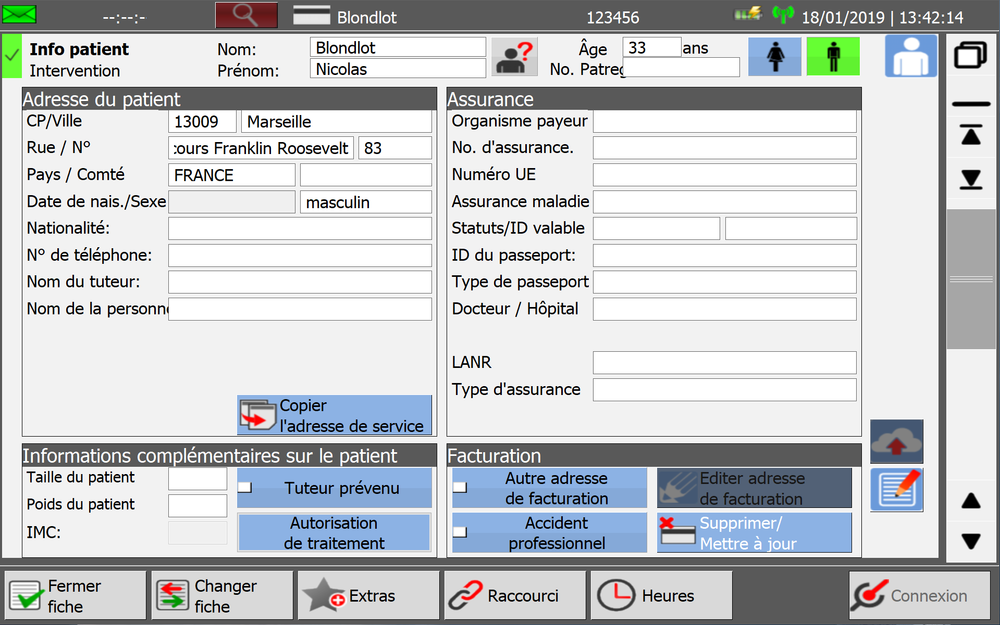 --:--:-- Blondlot 123456 18/01/2019 | 13:42:14
Info patient
Intervention
Nom: Blondlot
Prénom: Nicolas
Âge 33 ans
No. Patreg
Adresse du patient
CP/Ville 13009 Marseille
Rue / N° cours Franklin Roosevelt 83
Pays / Comté FRANCE
Date de nais./Sexe masculin
Nationalité:
N° de téléphone:
Nom du tuteur:
Nom de la personne
Copier
l'adresse de service
Assurance
Organisme payeur
No. d'assurance.
Numéro UE
Assurance maladie
Statuts/ID valable
ID du passeport:
Type de passeport
Docteur / Hôpital
LANR
Type d'assurance
Informations complémentaires sur le patient
Taille du patient
Poids du patient
IMC:
Tuteur prévenu
Autorisation
de traitement
Facturation
Autre adresse
de facturation
Editer adresse
de facturation
Accident
professionnel
Supprimer/
Mettre à jour
Fermer
fiche
Changer
fiche
Extras
Raccourci
Heures
Connexion